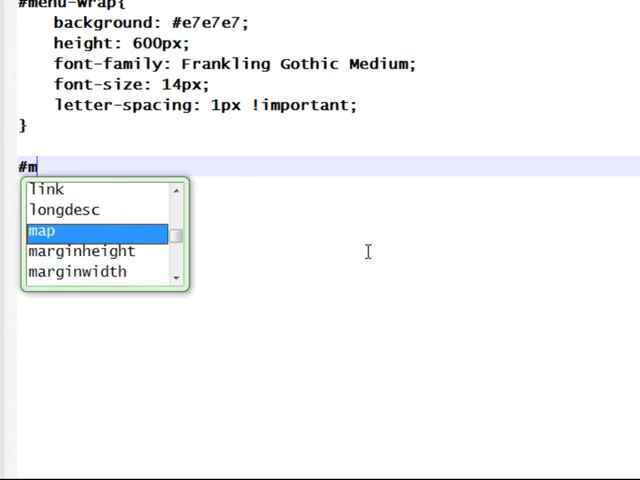 #menu-wrap{
background: #e7e7e7;
height: 600px;
font-family: Frankling Gothic Medium;
font-size: 14px;
letter-spacing: 1px !important;
}
#m
link
longdesc
map
marginheight
marginwidth